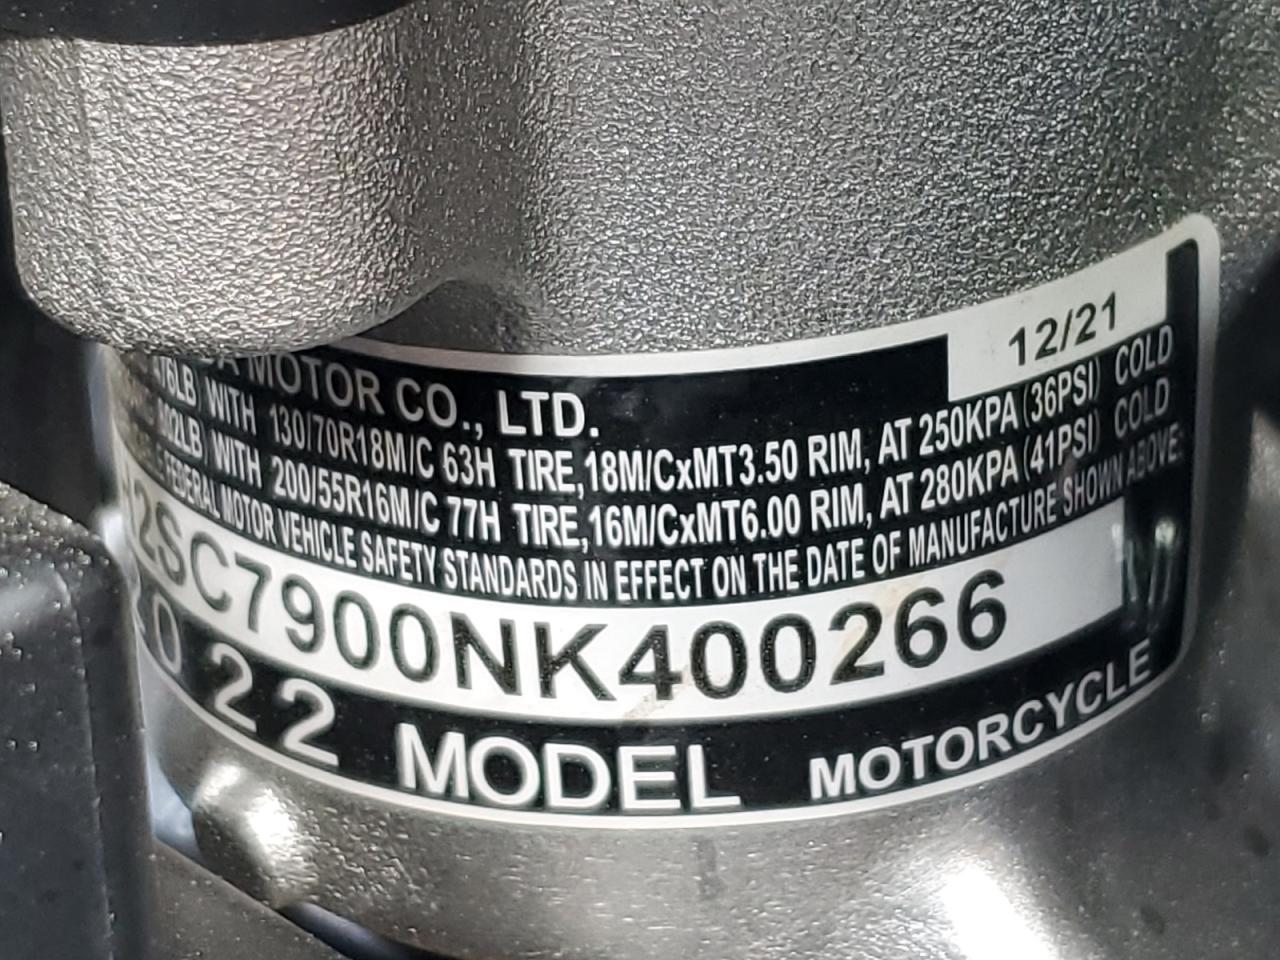 12/21
MOTOR CO., LTD.
WITH 130/70R18M/C 63H TIRE,18M/CxMT3.50 RIM, AT 250KPA (36PSI) COLD
WITH 200/55R16M/C 77H TIRE,16M/CxMT6.00 RIM, AT 280KPA (41PSI) COLD
FEDERAL MOTOR VEHICLE SAFETY STANDARDS IN EFFECT ON THE DATE OF MANUFACTURE SHOWN ABOVE.
2SC7900NK400266
2022 MODEL MOTORCYCLE